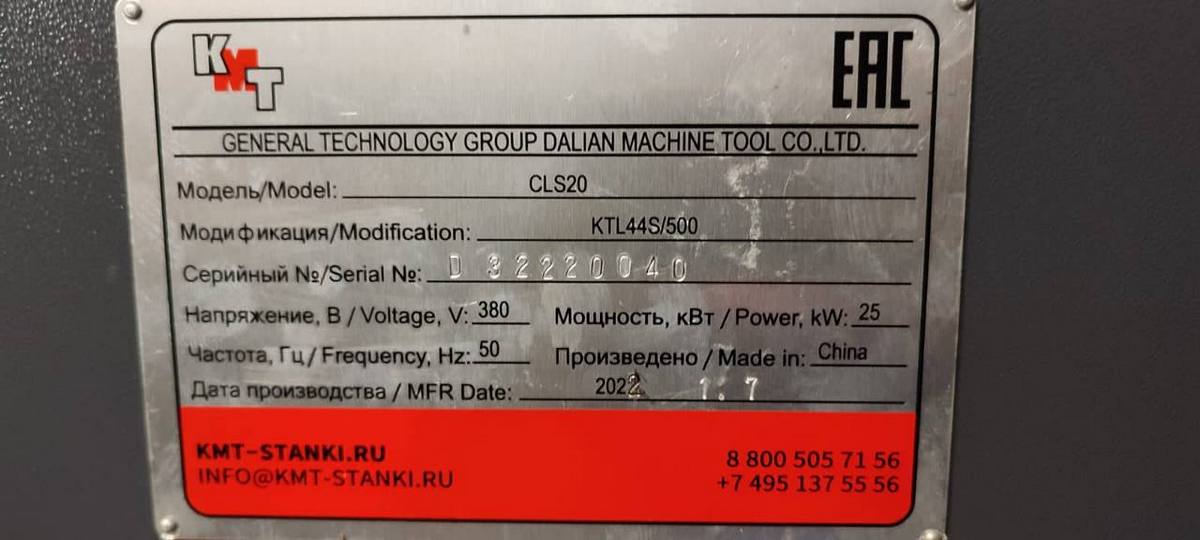 KMT
EAC
GENERAL TECHNOLOGY GROUP DALIAN MACHINE TOOL CO.,LTD.
Модель/Model: CLS20
Модификация/Modification: KTL44S/500
Серийный №/Serial №: D 32220040
Напряжение, В / Voltage, V: 380 Мощность, кВт / Power, kW: 25
Частота, Гц / Frequency, Hz: 50 Произведено / Made in: China
Дата производства / MFR Date: 2022 1.7
KMT-STANKI.RU
INFO@KMT-STANKI.RU
8 800 505 71 56
+7 495 137 55 56